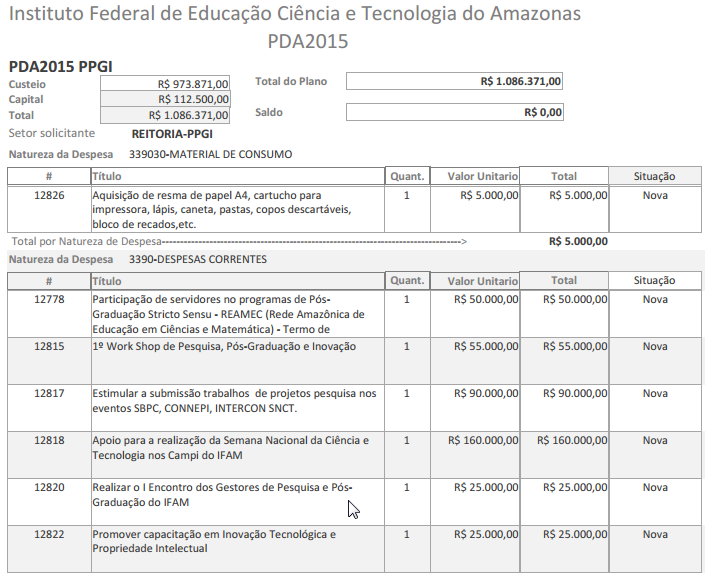 Instituto Federal de Educação Ciência e Tecnologia do Amazonas
PDA2015
PDA2015 PPGI
Custeio R$ 973.871,00 Total do Plano R$ 1.086.371,00
Capital R$ 112.500,00
Total R$ 1.086.371,00 Saldo R$ 0,00
Setor solicitante REITORIA-PPGI
Natureza da Despesa 339030-MATERIAL DE CONSUMO
# Título Quant. Valor Unitario Total Situação
12826 Aquisição de resma de papel A4, cartucho para 1 R$ 5.000,00 R$ 5.000,00 Nova
impressora, lápis, caneta, pastas, copos descartáveis,
bloco de recados,etc.
Total por Natureza de Despesa------------------------------------------------------------------------------------> R$ 5.000,00
Natureza da Despesa 3390-DESPESAS CORRENTES
# Título Quant. Valor Unitario Total Situação
12778 Participação de servidores no programas de Pós- 1 R$ 50.000,00 R$ 50.000,00 Nova
Graduação Stricto Sensu - REAMEC (Rede Amazônica de
Educação em Ciências e Matemática) - Termo de
12815 1º Work Shop de Pesquisa, Pós-Graduação e Inovação 1 R$ 55.000,00 R$ 55.000,00 Nova
12817 Estimular a submissão trabalhos de projetos pesquisa nos 1 R$ 90.000,00 R$ 90.000,00 Nova
eventos SBPC, CONNEPI, INTERCON SNCT.
12818 Apoio para a realização da Semana Nacional da Ciência e 1 R$ 160.000,00 R$ 160.000,00 Nova
Tecnologia nos Campi do IFAM
12820 Realizar o I Encontro dos Gestores de Pesquisa e Pós- 1 R$ 25.000,00 R$ 25.000,00 Nova
Graduação do IFAM
12822 Promover capacitação em Inovação Tecnológica e 1 R$ 25.000,00 R$ 25.000,00 Nova
Propriedade Intelectual